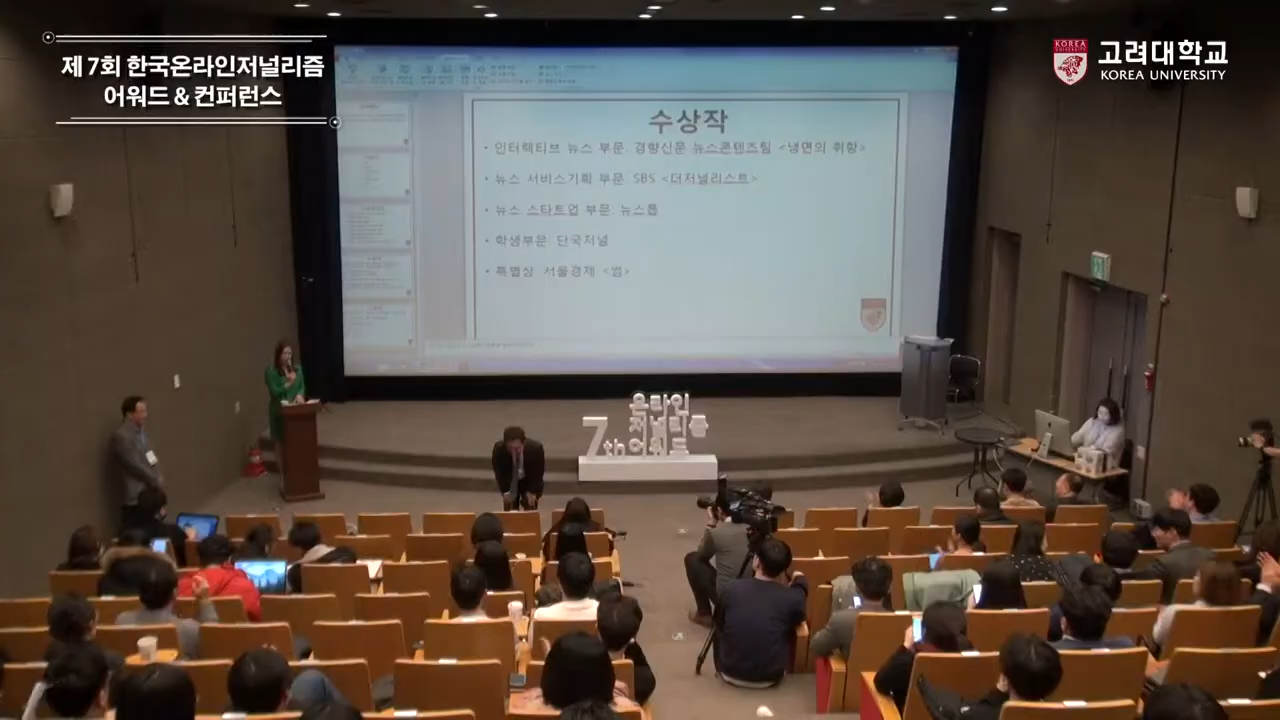 제 7회 한국온라인저널리즘
어워드 & 컨퍼런스
KOREA
고려대학교
KOREA UNIVERSITY
수상작
• 인터랙티브 뉴스 부문: 경향신문 뉴스콘텐츠팀 <냉면의 취향>
• 뉴스 서비스기획 부문: SBS <더저널리스트>
• 뉴스 스타트업 부문: 뉴스톱
• 학생부문: 단국저널
• 특별상: 서울경제 <썸>
7th
온라인
저널리즘
어워드